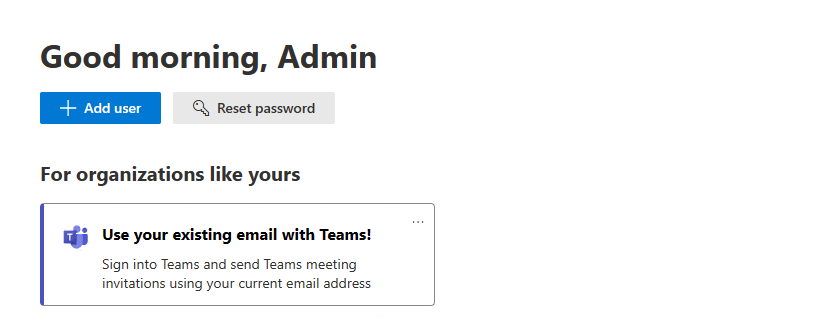 Good morning, Admin
Add user
Reset password
For organizations like yours
Use your existing email with Teams!
Sign into Teams and send Teams meeting
invitations using your current email address